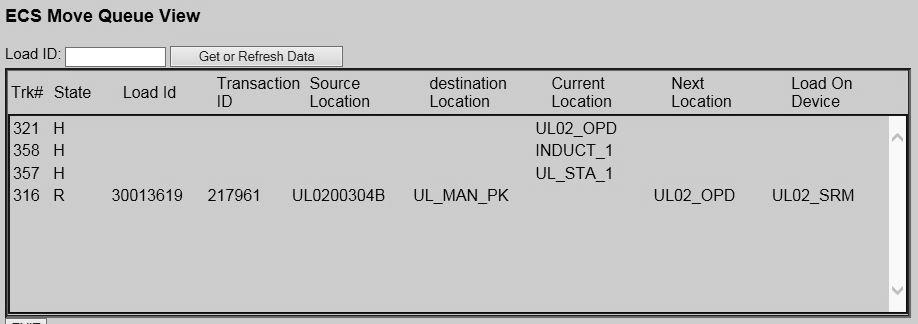 ECS Move Queue View
Load ID: Get or Refresh Data
Trk# State Load Id Transaction ID Source Location destination Location Current Location Next Location Load On Device
321 H UL02_OPD
358 H INDUCT_1
357 H UL_STA_1
316 R 30013619 217961 UL0200304B UL_MAN_PK UL02_OPD UL02_SRM